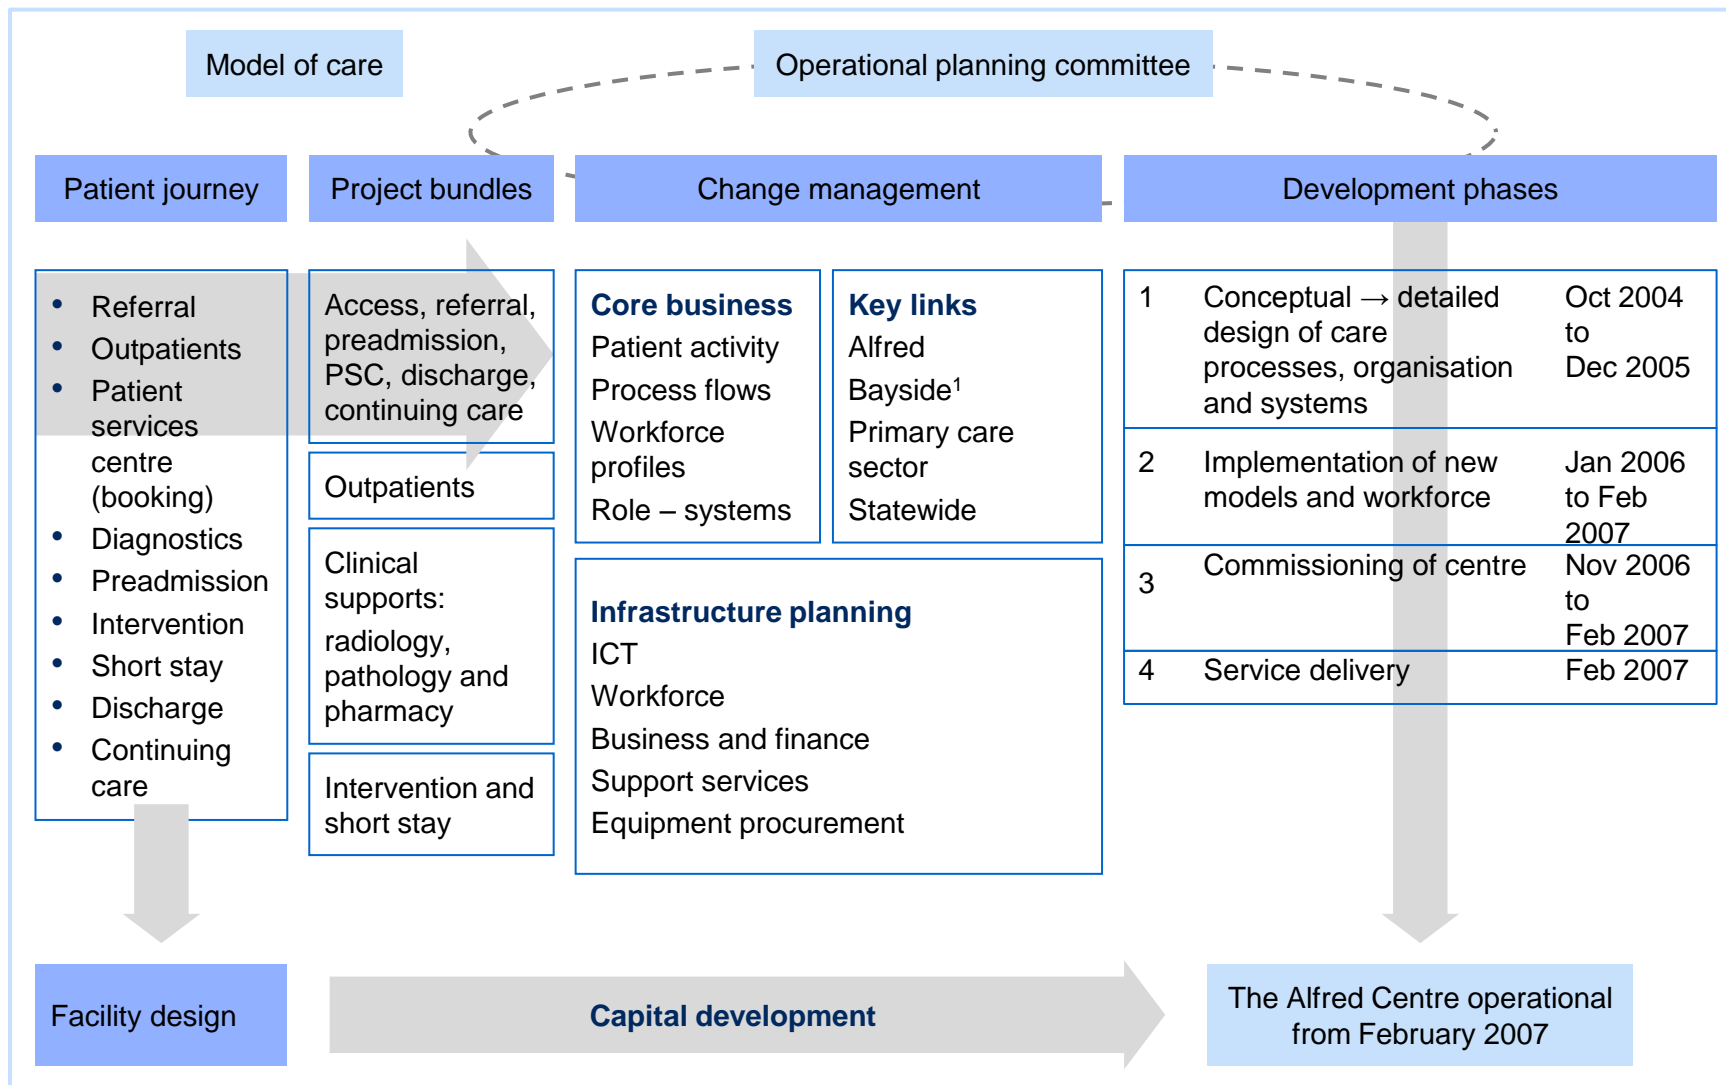 Model of care
Operational planning committee
Patient journey
Project bundles
Change management
Development phases
• Referral
• Outpatients
• Patient
services
centre
(booking)
• Diagnostics
• Preadmission
• Intervention
• Short stay
• Discharge
• Continuing
care
Access, referral,
preadmission,
PSC, discharge,
continuing care
Outpatients
Clinical
supports:
radiology,
pathology and
pharmacy
Intervention and
short stay
Core business
Patient activity
Process flows
Workforce
profiles
Role – systems
Key links
Alfred
Bayside¹
Primary care
sector
Statewide
Infrastructure planning
ICT
Workforce
Business and finance
Support services
Equipment procurement
1 Conceptual → detailed Oct 2004
design of care to
processes, organisation Dec 2005
and systems
2 Implementation of new Jan 2006
models and workforce to Feb
2007
3 Commissioning of centre Nov 2006
to
Feb 2007
4 Service delivery Feb 2007
Facility design
Capital development
The Alfred Centre operational
from February 2007